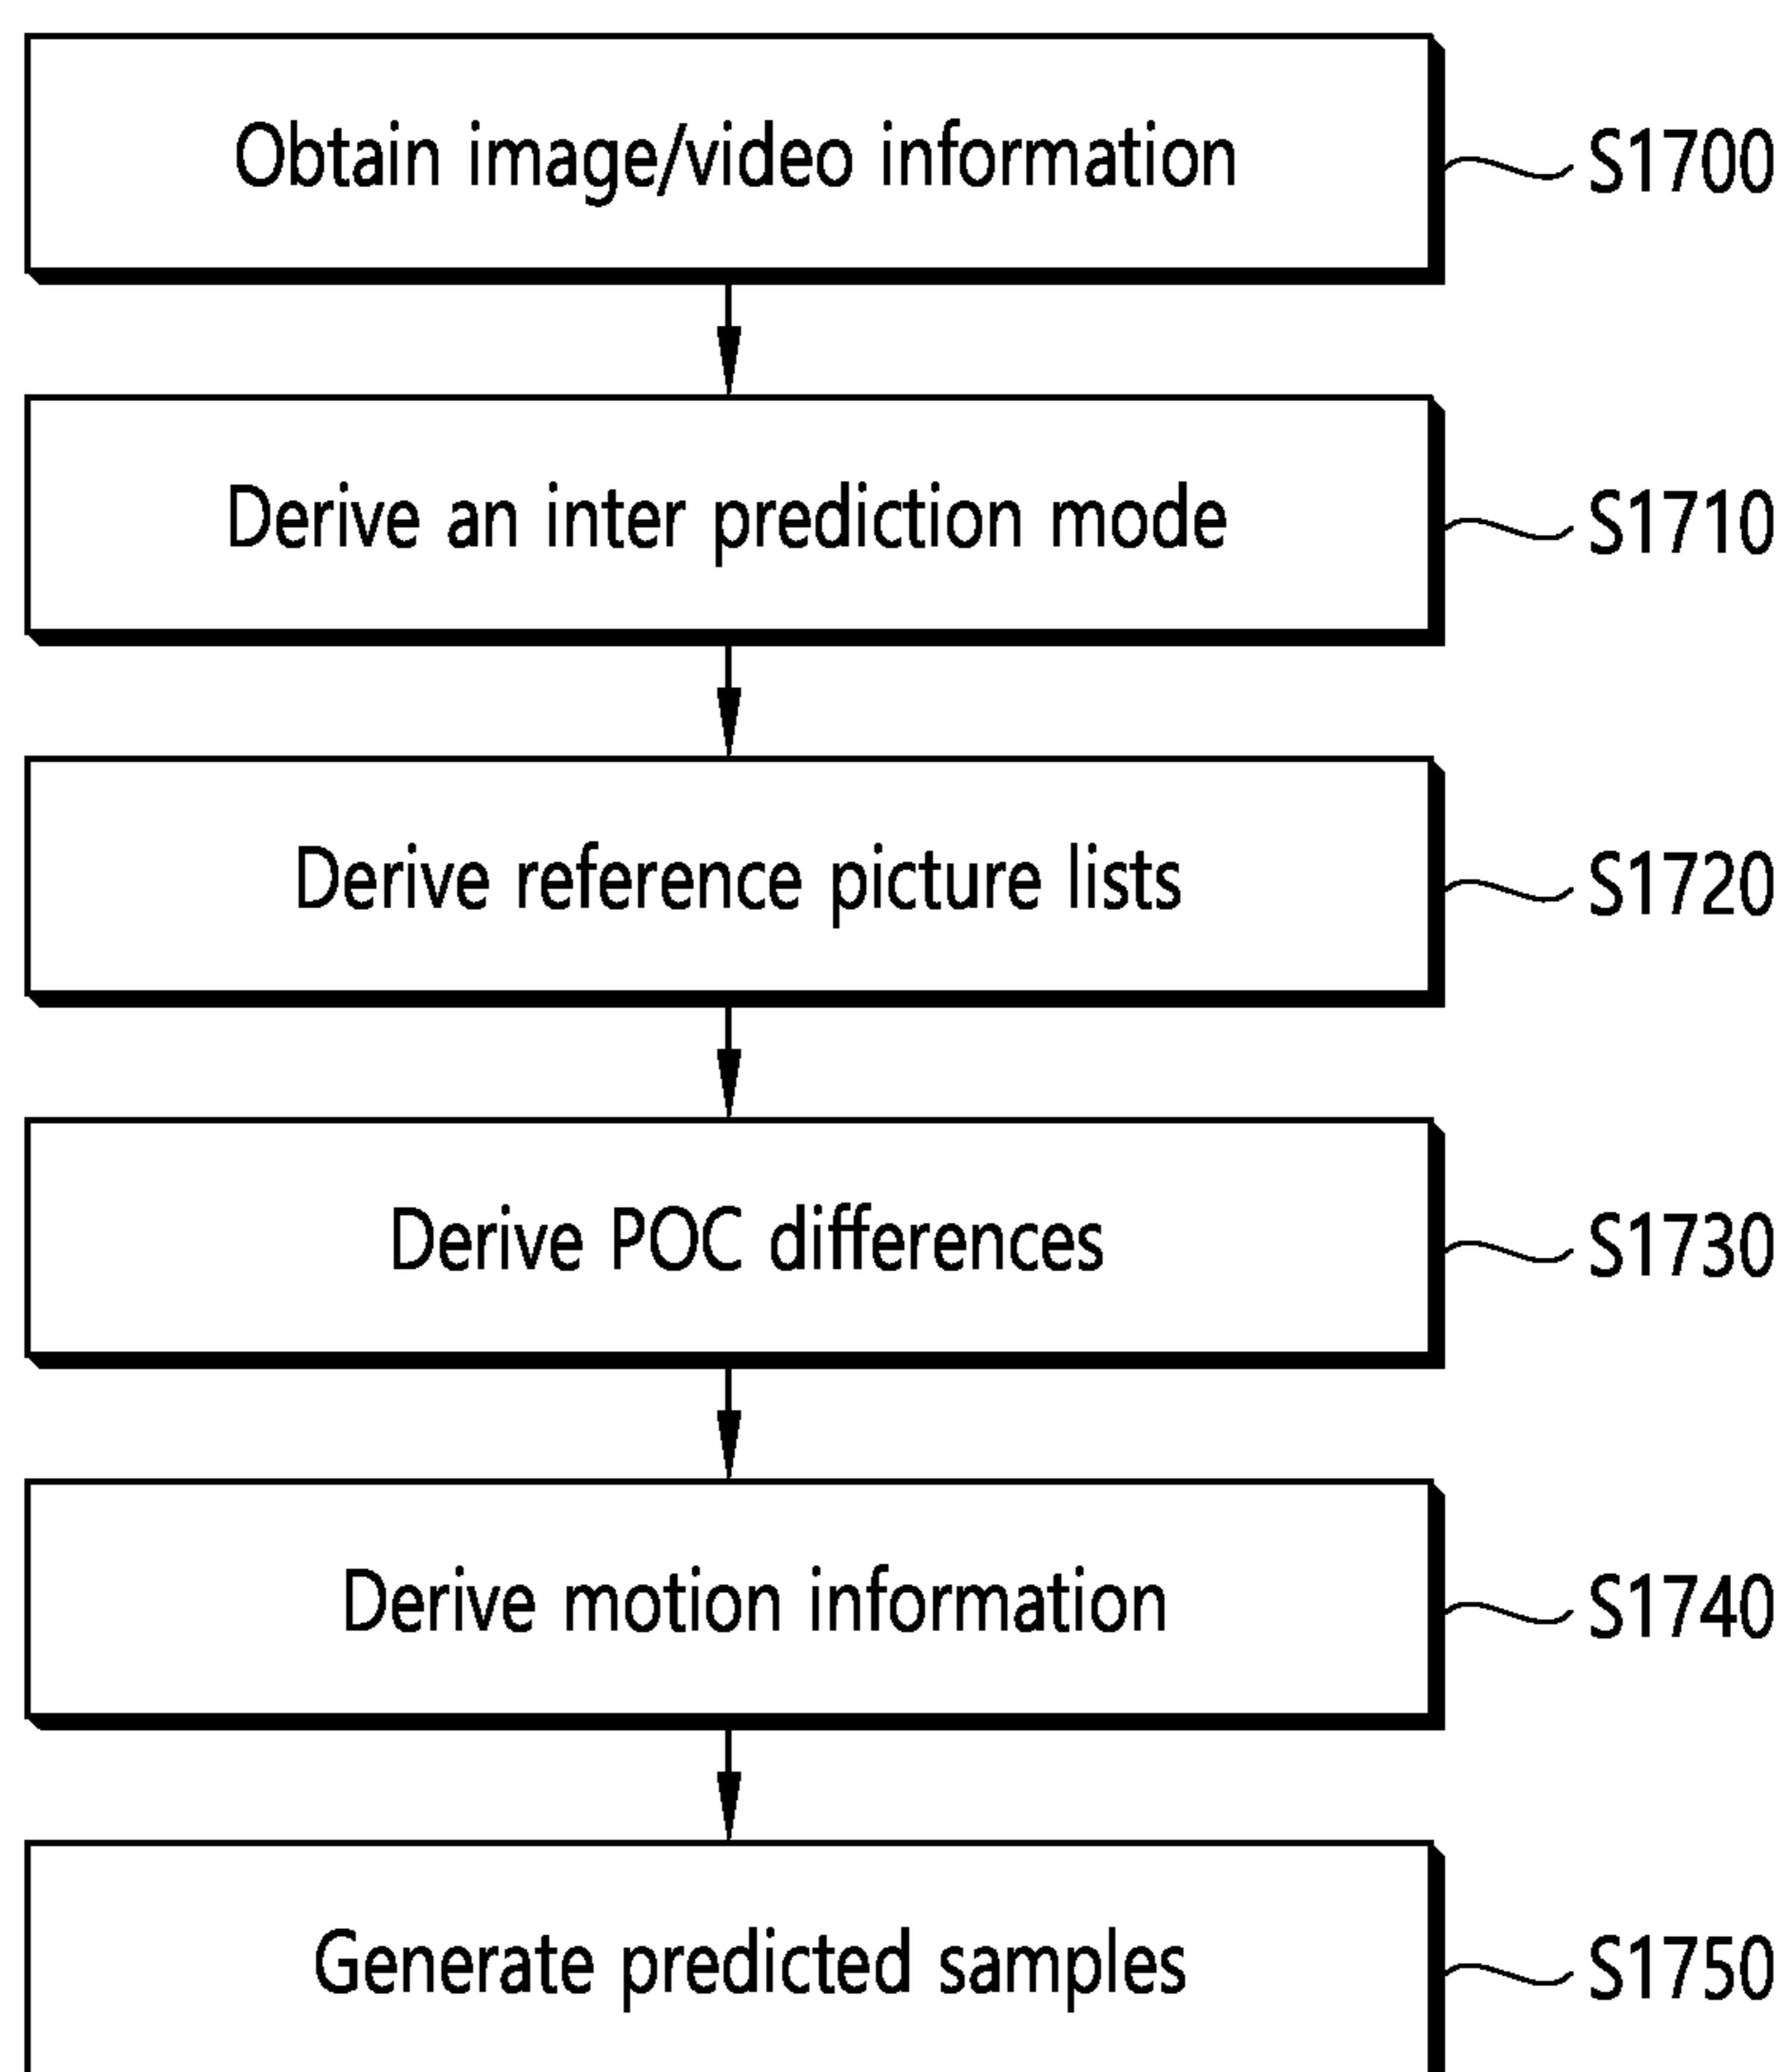 Obtain image/video information
S1700
Derive an inter prediction mode
S1710
Derive reference picture lists
S1720
Derive POC differences
S1730
Derive motion information
S1740
Generate predicted samples
S1750